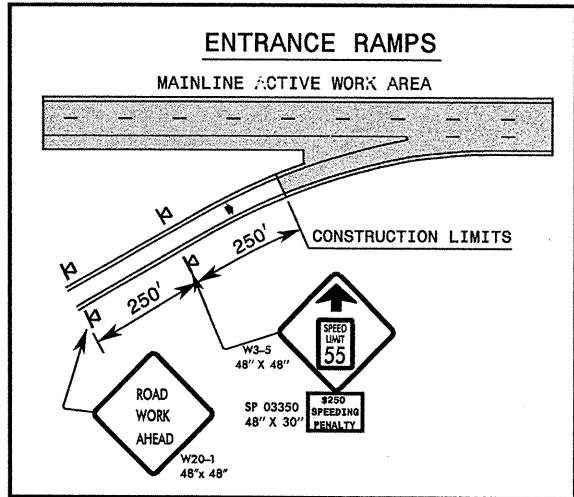 ENTRANCE RAMPS
MAINLINE ACTIVE WORK AREA
250'
CONSTRUCTION LIMITS
250'
W3-5
48" X 48"
SPEED
LIMIT
55
SP 03350
48" X 30"
$250
SPEEDING
PENALTY
ROAD
WORK
AHEAD
W20-1
48"x 48"